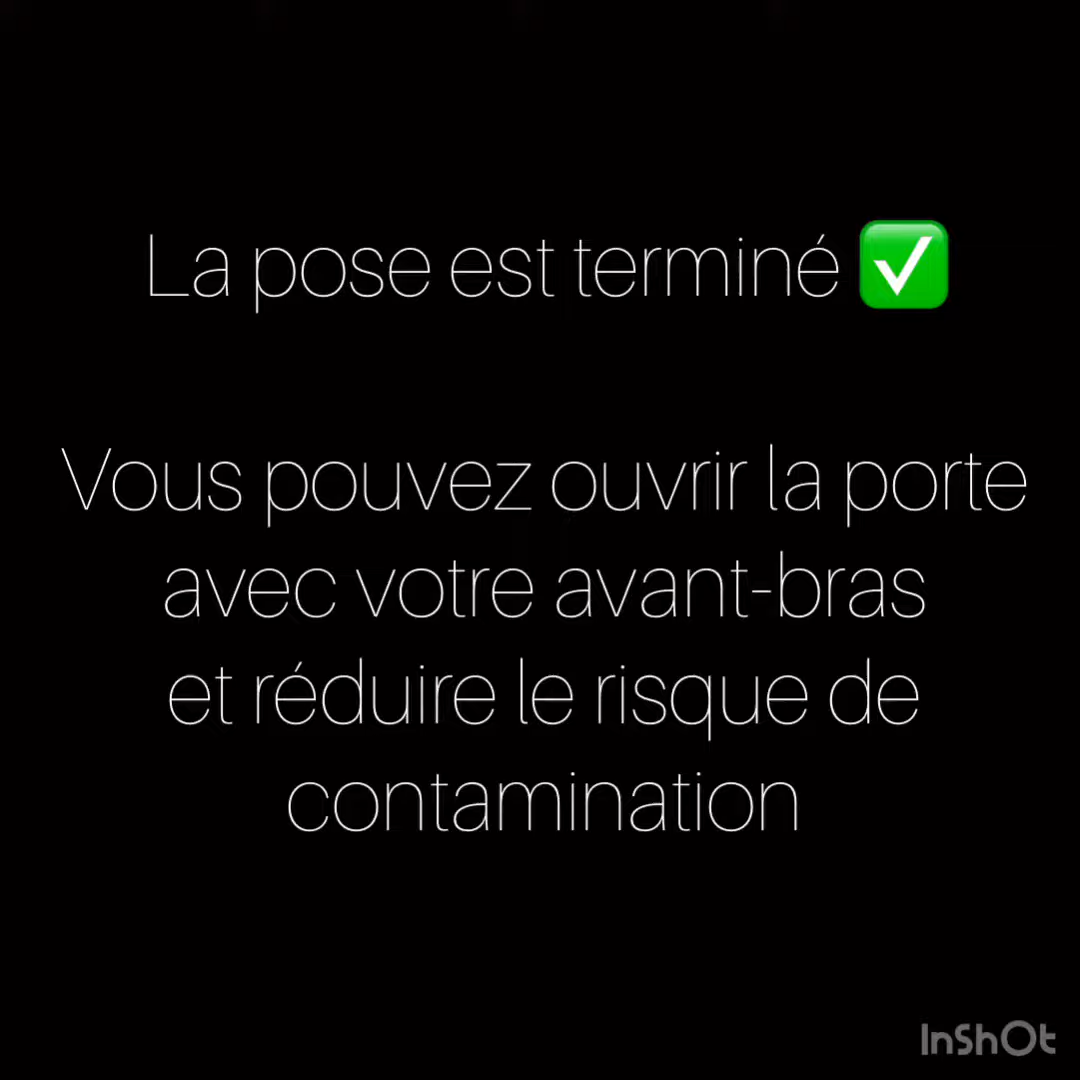 La pose est terminé ✅
Vous pouvez ouvrir la porte
avec votre avant-bras
et réduire le risque de
contamination
InShOt